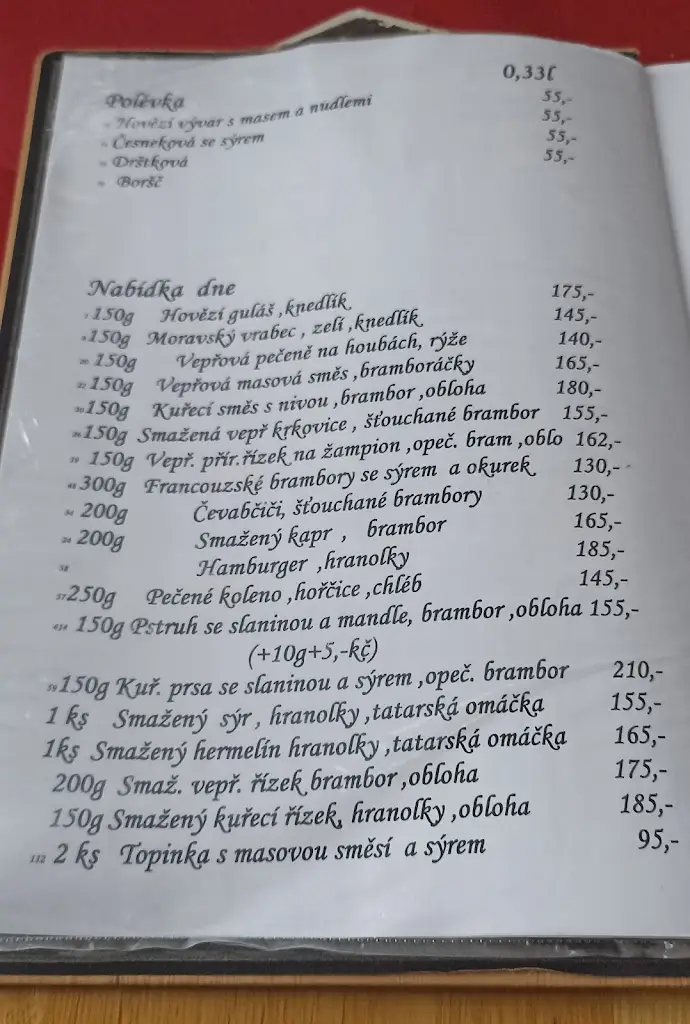 Polévka 0,33l
Hovězí vývar s masem a nudlemi 55,-
Česneková se sýrem 55,-
Dršťková 55,-
Boršč 55,-
Nabídka dne
150g Hovězí guláš ,knedlík 175,-
150g Moravský vrabec , zelí ,knedlík 145,-
150g Vepřová pečeně na houbách, rýže 140,-
150g Vepřová masová směs ,bramboráčky 165,-
150g Kuřecí směs s nivou ,brambor ,obloha 180,-
150g Smažená vepř krkovice , šťouchané brambor 155,-
150g Vepř. přír.řízek na žampion ,opeč. bram ,oblo 162,-
300g Francouzské brambory se sýrem a okurek 130,-
200g Čevabčiči, šťouchané brambory 130,-
200g Smažený kapr , brambor 165,-
Hamburger ,hranolky 185,-
250g Pečené koleno ,hořčice ,chléb 145,-
150g Pstruh se slaninou a mandle, brambor ,obloha 155,-
(+10g+5,-kč)
150g Kuř. prsa se slaninou a sýrem ,opeč. brambor 210,-
1 ks Smažený sýr , hranolky ,tatarská omáčka 155,-
1ks Smažený hermelín hranolky ,tatarská omáčka 165,-
200g Smaž. vepř. řízek brambor ,obloha 175,-
150g Smažený kuřecí řízek, hranolky ,obloha 185,-
112 2 ks Topinka s masovou směsí a sýrem 95,-